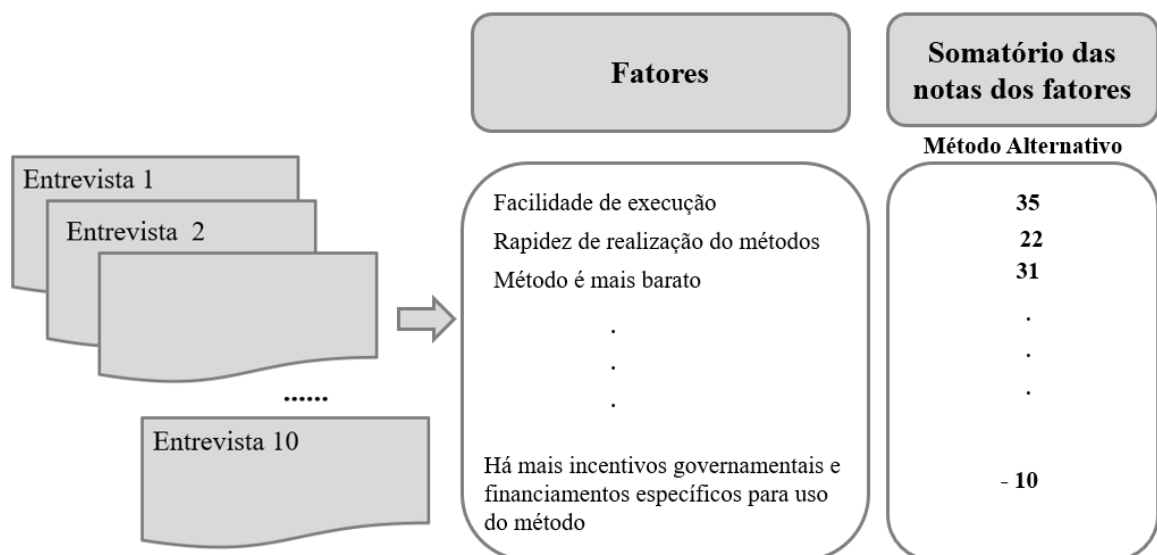 Fatores
Somatório das
notas dos fatores
Método Alternativo
Entrevista 1
Entrevista 2
......
Entrevista 10
Facilidade de execução
35
Rapidez de realização do métodos
22
Método é mais barato
31
.
.
.
.
.
.
Há mais incentivos governamentais e
financiamentos específicos para uso
do método
- 10